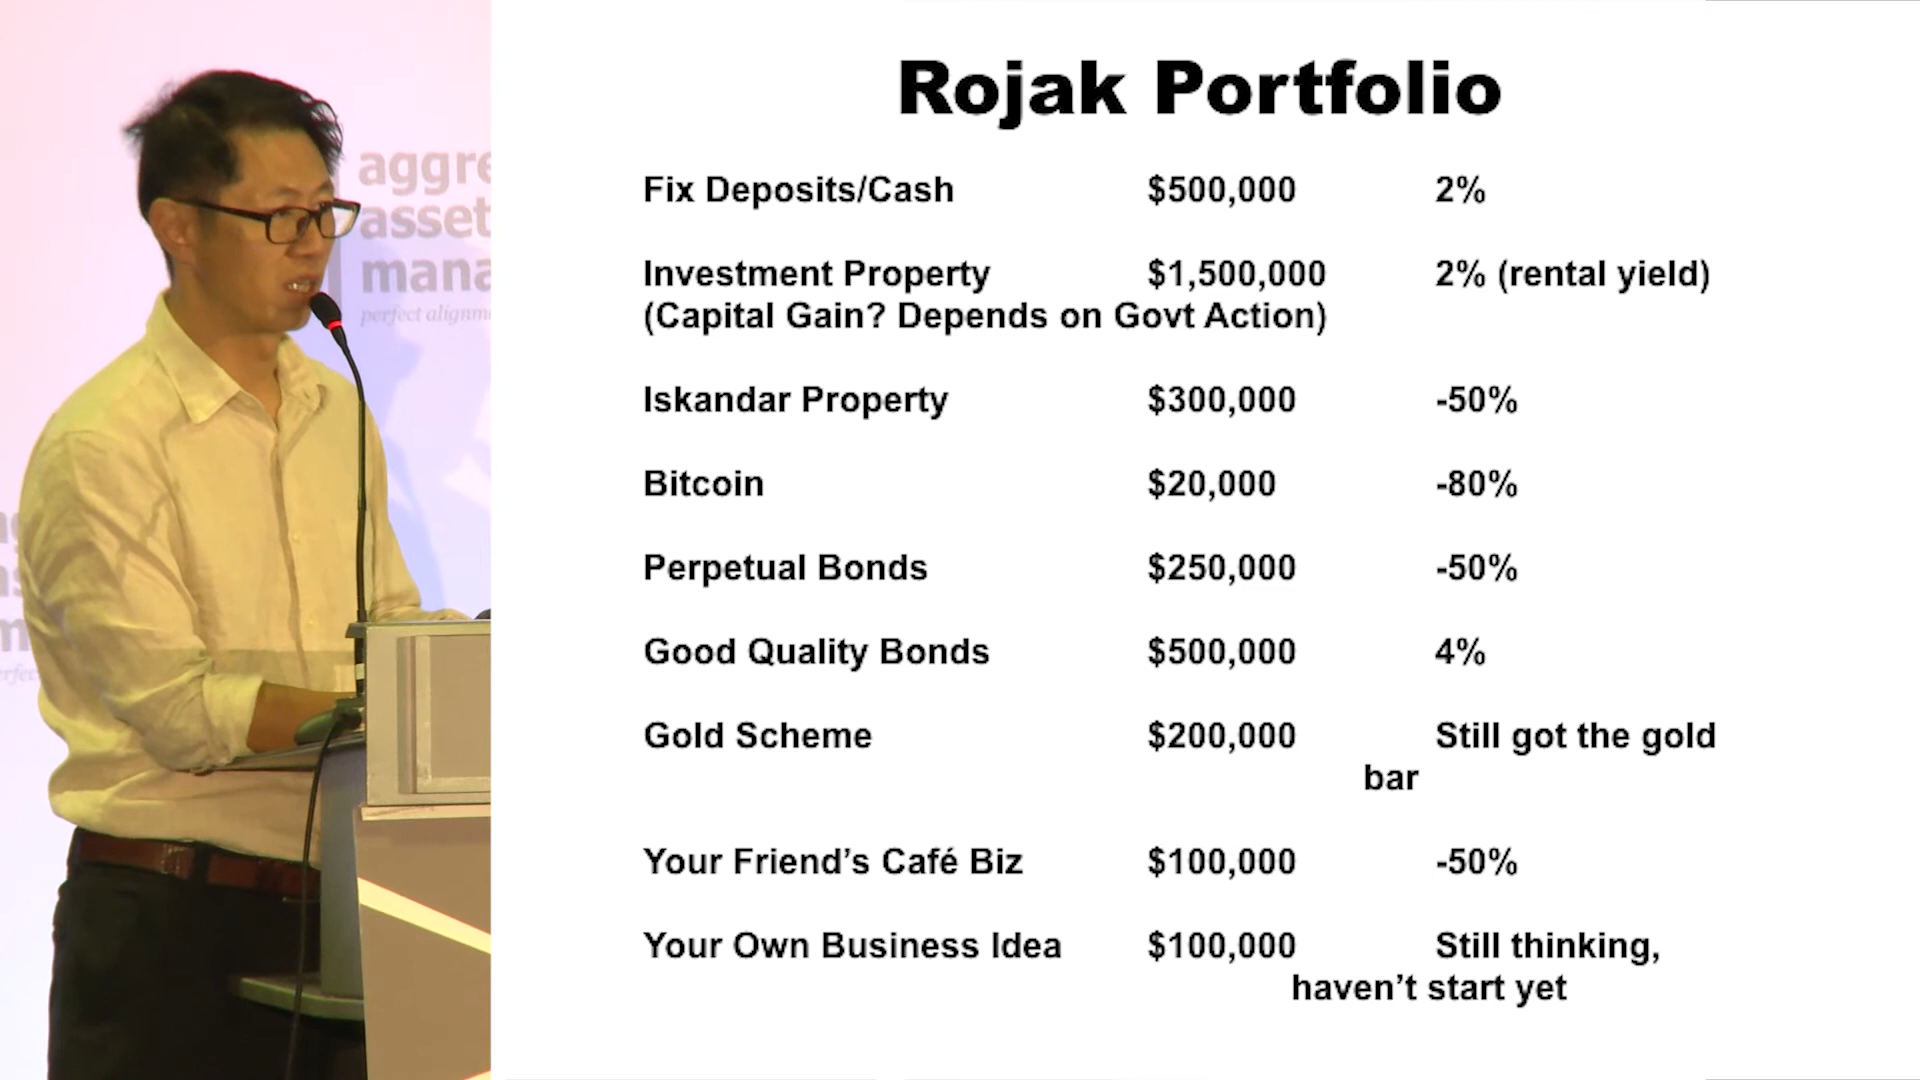 Rojak Portfolio
Fix Deposits/Cash $500,000 2%
Investment Property $1,500,000 2% (rental yield)
(Capital Gain? Depends on Govt Action)
Iskandar Property $300,000 -50%
Bitcoin $20,000 -80%
Perpetual Bonds $250,000 -50%
Good Quality Bonds $500,000 4%
Gold Scheme $200,000 Still got the gold
bar
Your Friend’s Café Biz $100,000 -50%
Your Own Business Idea $100,000 Still thinking,
haven’t start yet
aggre
asset
mana
perfect alignm